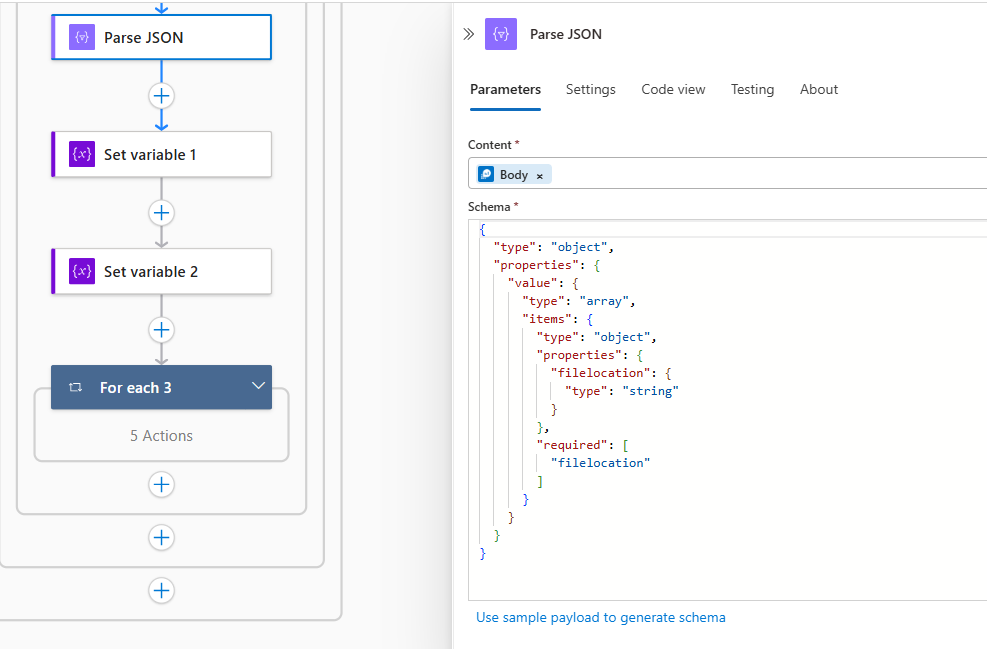 Parse JSON
Set variable 1
Set variable 2
For each 3
5 Actions
Parse JSON
Parameters Settings Code view Testing About
Content *
Body ×
Schema *
{
"type": "object",
"properties": {
"value": {
"type": "array",
"items": {
"type": "object",
"properties": {
"filelocation": {
"type": "string"
}
},
"required": [
"filelocation"
]
}
}
}
}
Use sample payload to generate schema